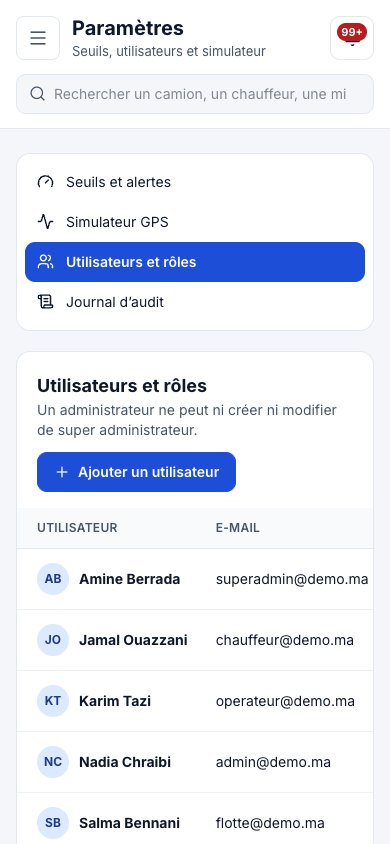 Paramètres
Seuils, utilisateurs et simulateur
99+
Rechercher un camion, un chauffeur, une mi
Seuils et alertes
Simulateur GPS
Utilisateurs et rôles
Journal d’audit
Utilisateurs et rôles
Un administrateur ne peut ni créer ni modifier
de super administrateur.
Ajouter un utilisateur
UTILISATEUR E-MAIL
AB Amine Berrada superadmin@demo.ma
JO Jamal Ouazzani chauffeur@demo.ma
KT Karim Tazi operateur@demo.ma
NC Nadia Chraibi admin@demo.ma
SB Salma Bennani flotte@demo.ma